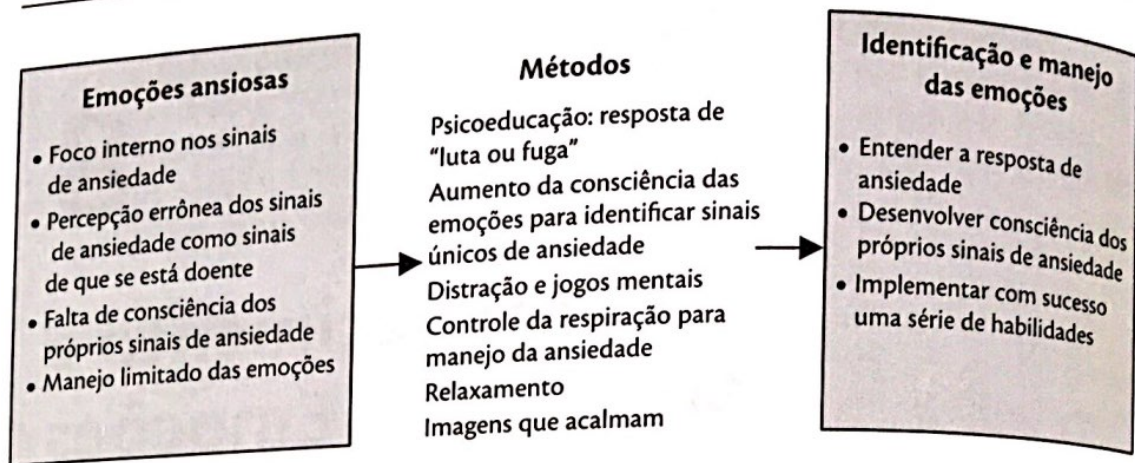 Emoções ansiosas
• Foco interno nos sinais
de ansiedade
• Percepção errônea dos sinais
de ansiedade como sinais
de que se está doente
• Falta de consciência dos
próprios sinais de ansiedade
• Manejo limitado das emoções
Métodos
Psicoeducação: resposta de
“luta ou fuga”
Aumento da consciência das
emoções para identificar sinais
únicos de ansiedade
Distração e jogos mentais
Controle da respiração para
manejo da ansiedade
Relaxamento
Imagens que acalmam
Identificação e manejo
das emoções
• Entender a resposta de
ansiedade
• Desenvolver consciência dos
próprios sinais de ansiedade
• Implementar com sucesso
uma série de habilidades